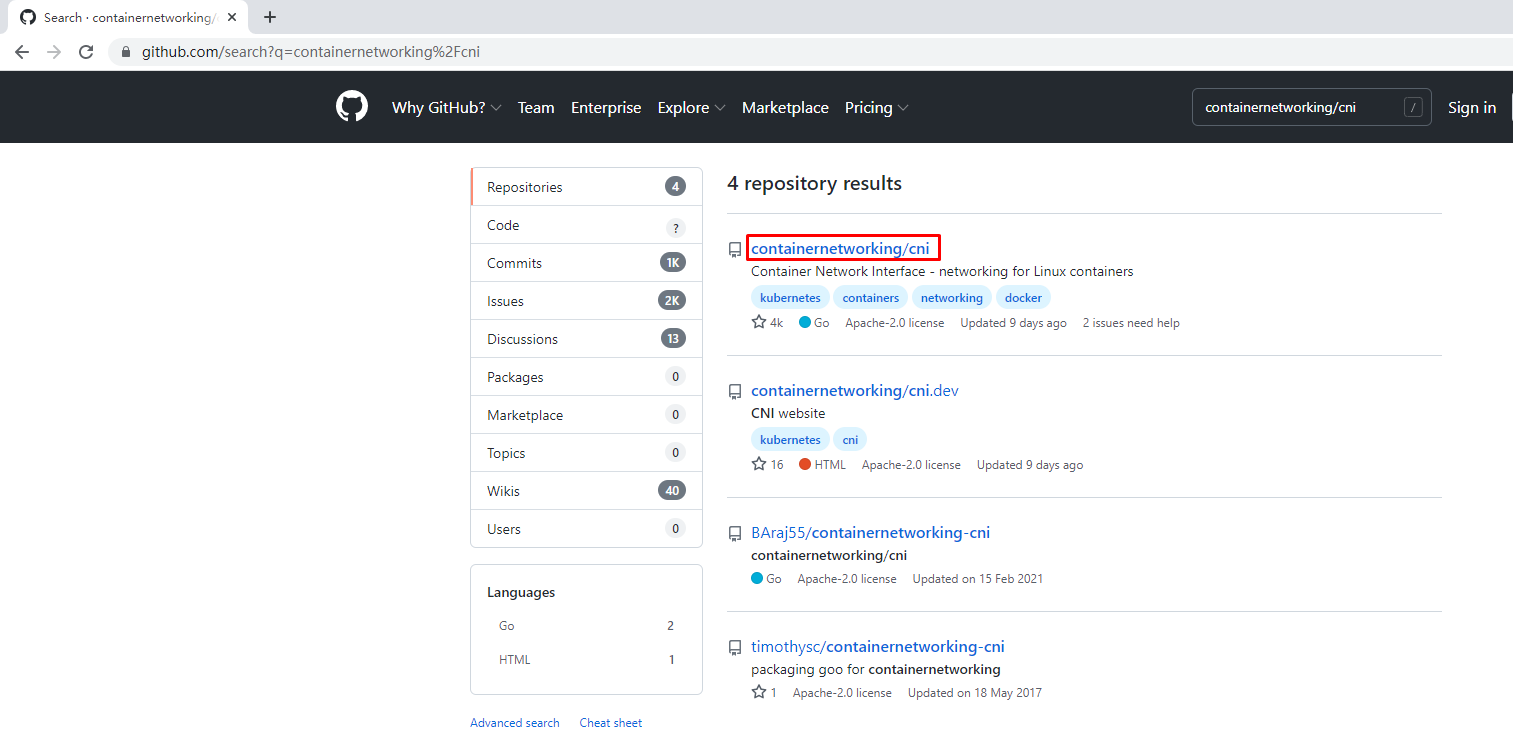 Search · containernetworking/
github.com/search?q=containernetworking%2Fcni
Why GitHub? Team Enterprise Explore Marketplace Pricing containernetworking/cni / Sign in
Repositories 4
Code ?
Commits 1K
Issues 2K
Discussions 13
Packages 0
Marketplace 0
Topics 0
Wikis 40
Users 0
Languages
Go 2
HTML 1
Advanced search Cheat sheet
4 repository results
containernetworking/cni
Container Network Interface - networking for Linux containers
kubernetes containers networking docker
4k Go Apache-2.0 license Updated 9 days ago 2 issues need help
containernetworking/cni.dev
CNI website
kubernetes cni
16 HTML Apache-2.0 license Updated 9 days ago
BAraj55/containernetworking-cni
containernetworking/cni
Go Apache-2.0 license Updated on 15 Feb 2021
timothysc/containernetworking-cni
packaging goo for containernetworking
1 Apache-2.0 license Updated on 18 May 2017